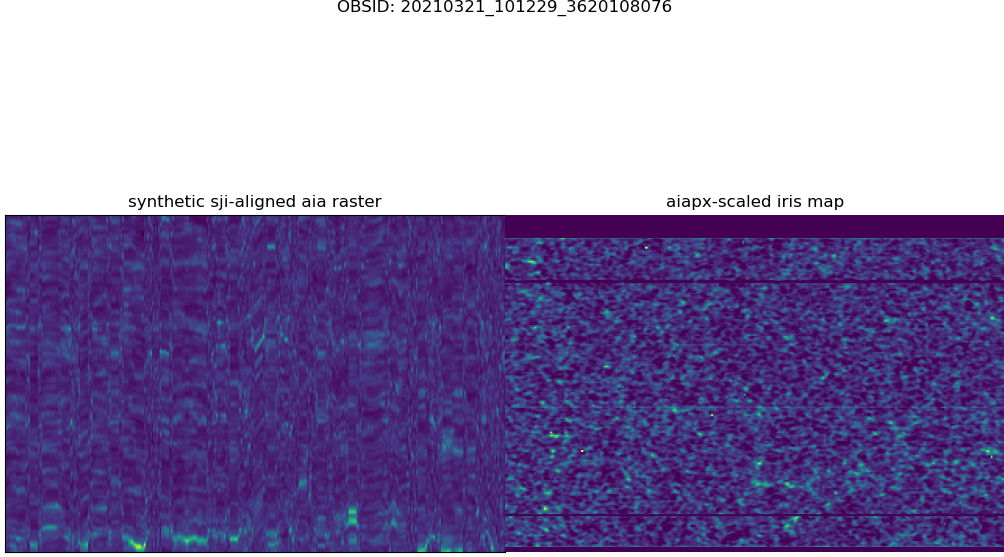 OBSID: 20210321_101229_3620108076
synthetic sji-aligned aia raster
aiapx-scaled iris map